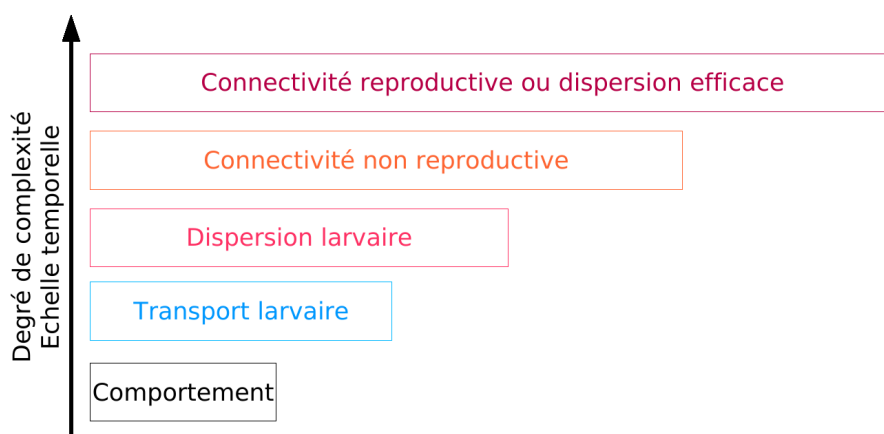 Degré de complexité
Echelle temporelle
Connectivité reproductive ou dispersion efficace
Connectivité non reproductive
Dispersion larvaire
Transport larvaire
Comportement